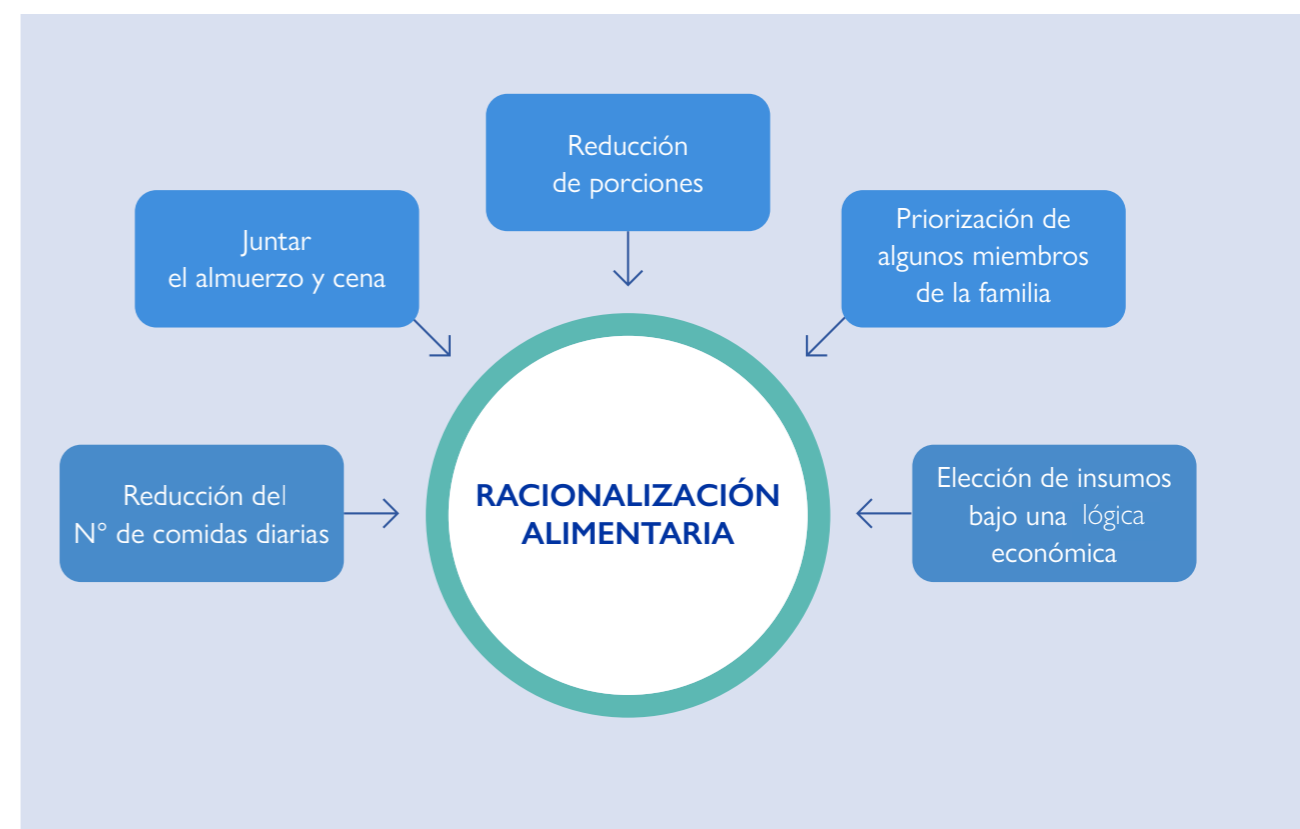 Reducción
de porciones
Juntar
el almuerzo y cena
Priorización de
algunos miembros
de la familia
Reducción del
N° de comidas diarias
RACIONALIZACIÓN
ALIMENTARIA
Elección de insumos
bajo una lógica
económica